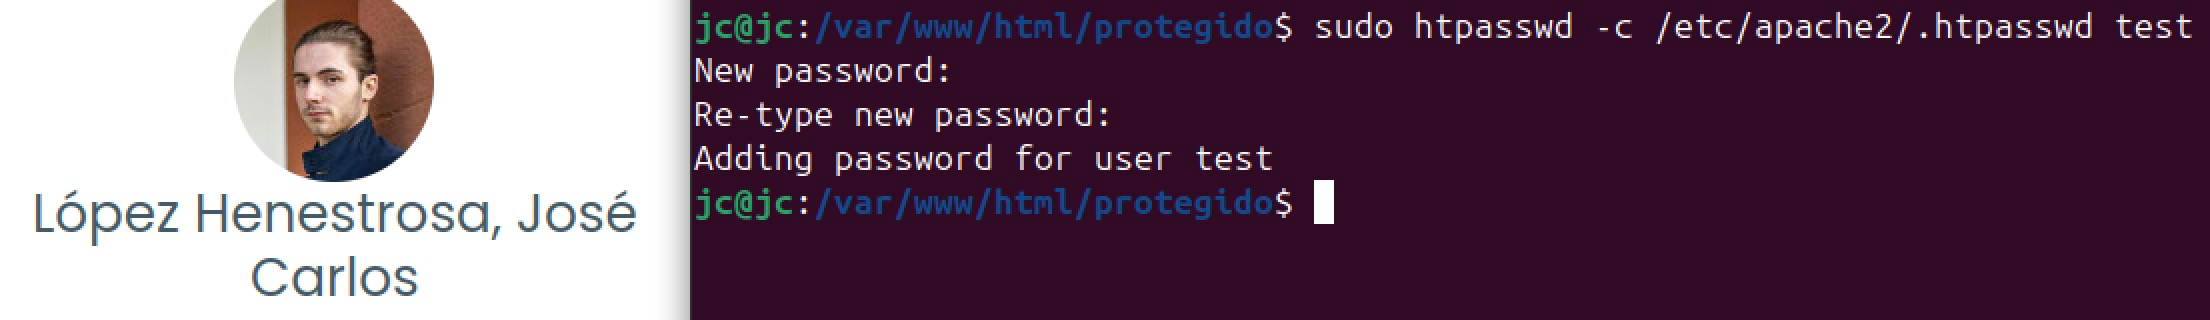 López Henestrosa, José
Carlos
jc@jc:/var/www/html/protegido$ sudo htpasswd -c /etc/apache2/.htpasswd test
New password:
Re-type new password:
Adding password for user test
jc@jc:/var/www/html/protegido$